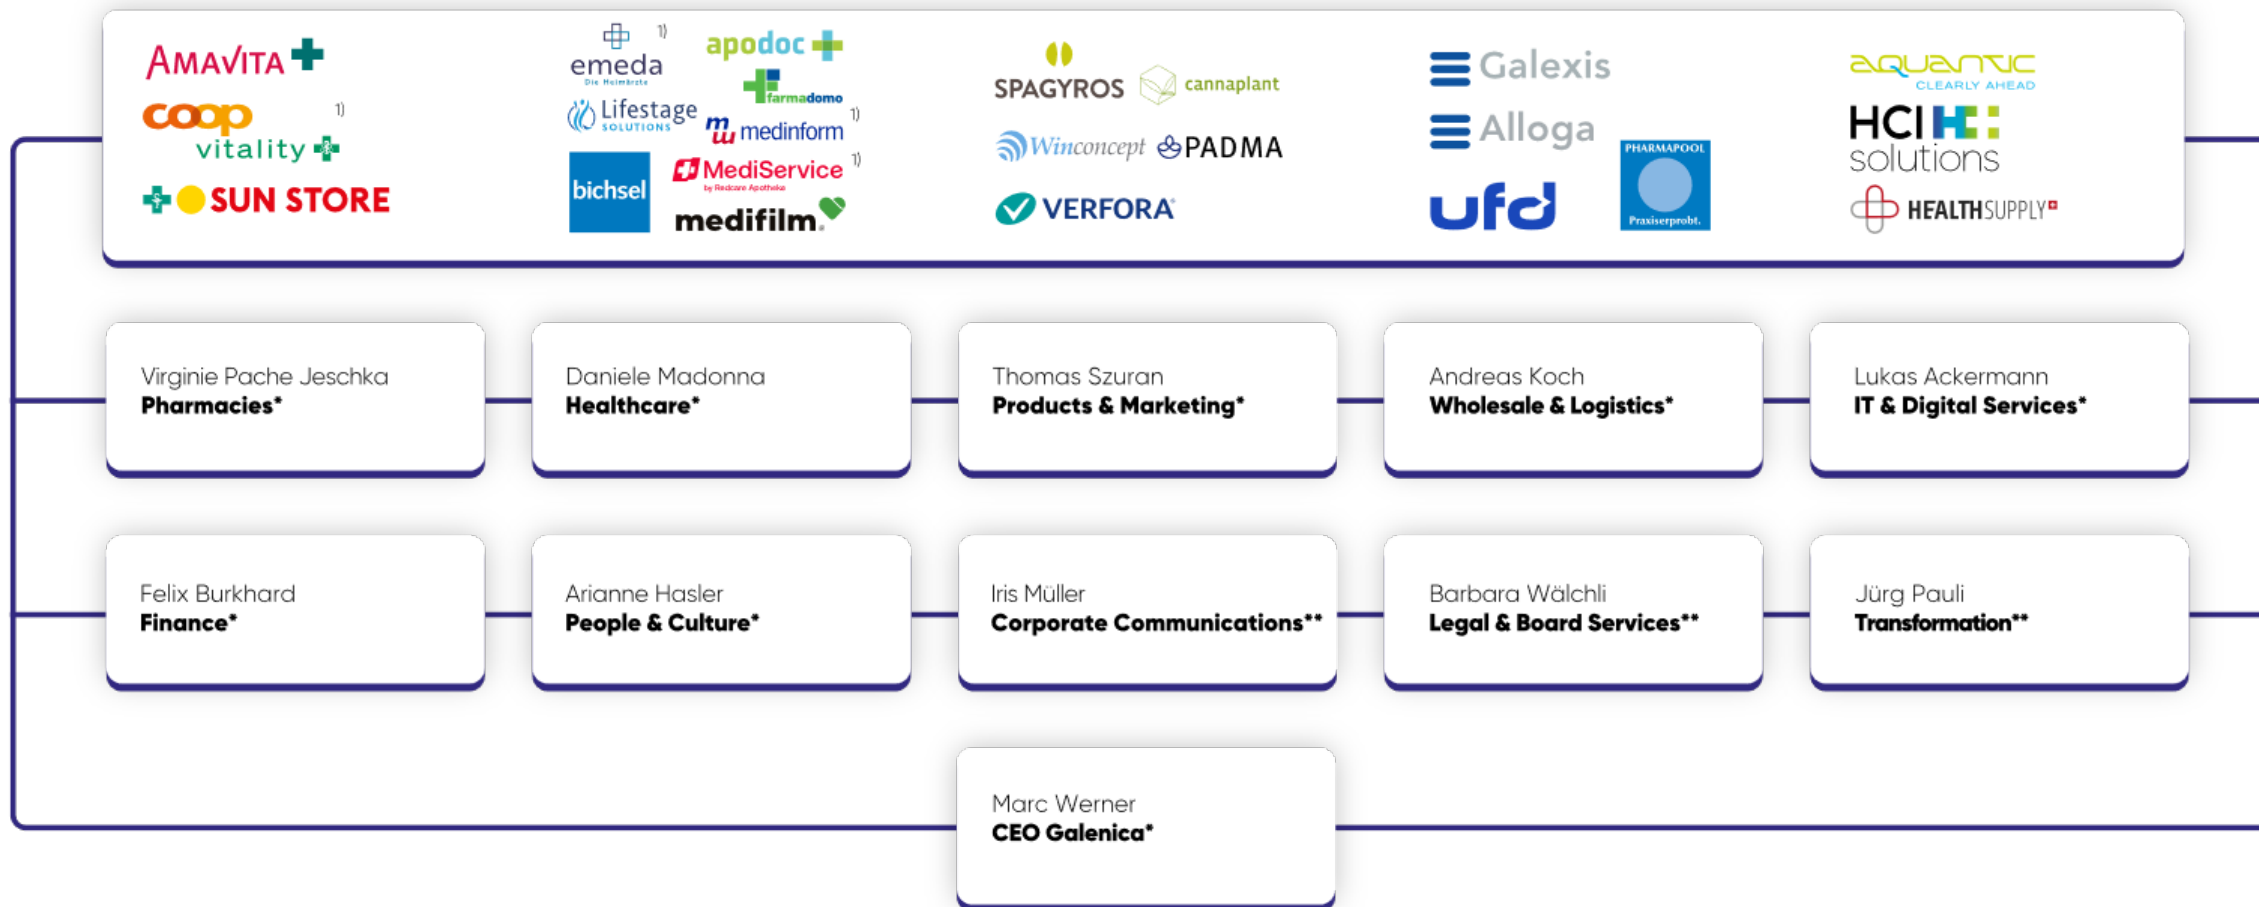 AMAVITA
coop 1)
vitality
SUN STORE
emeda 1)
Die Heimärzte
apodoc
farmadomo
Lifestage
SOLUTIONS
mu medinform 1)
bichsel
MediService 1)
by Redcare Apotheke
medifilm.
SPAGYROS
cannaplant
Winconcept
PADMA
VERFORA
Galexis
Alloga
ufd
PHARMAPOOL
Praxiserprobt.
aquantic
CLEARLY AHEAD
HCI
solutions
HEALTHSUPPLY
Virginie Pache Jeschka
Pharmacies*
Daniele Madonna
Healthcare*
Thomas Szuran
Products & Marketing*
Andreas Koch
Wholesale & Logistics*
Lukas Ackermann
IT & Digital Services*
Felix Burkhard
Finance*
Arianne Hasler
People & Culture*
Iris Müller
Corporate Communications**
Barbara Wälchli
Legal & Board Services**
Jürg Pauli
Transformation**
Marc Werner
CEO Galenica*